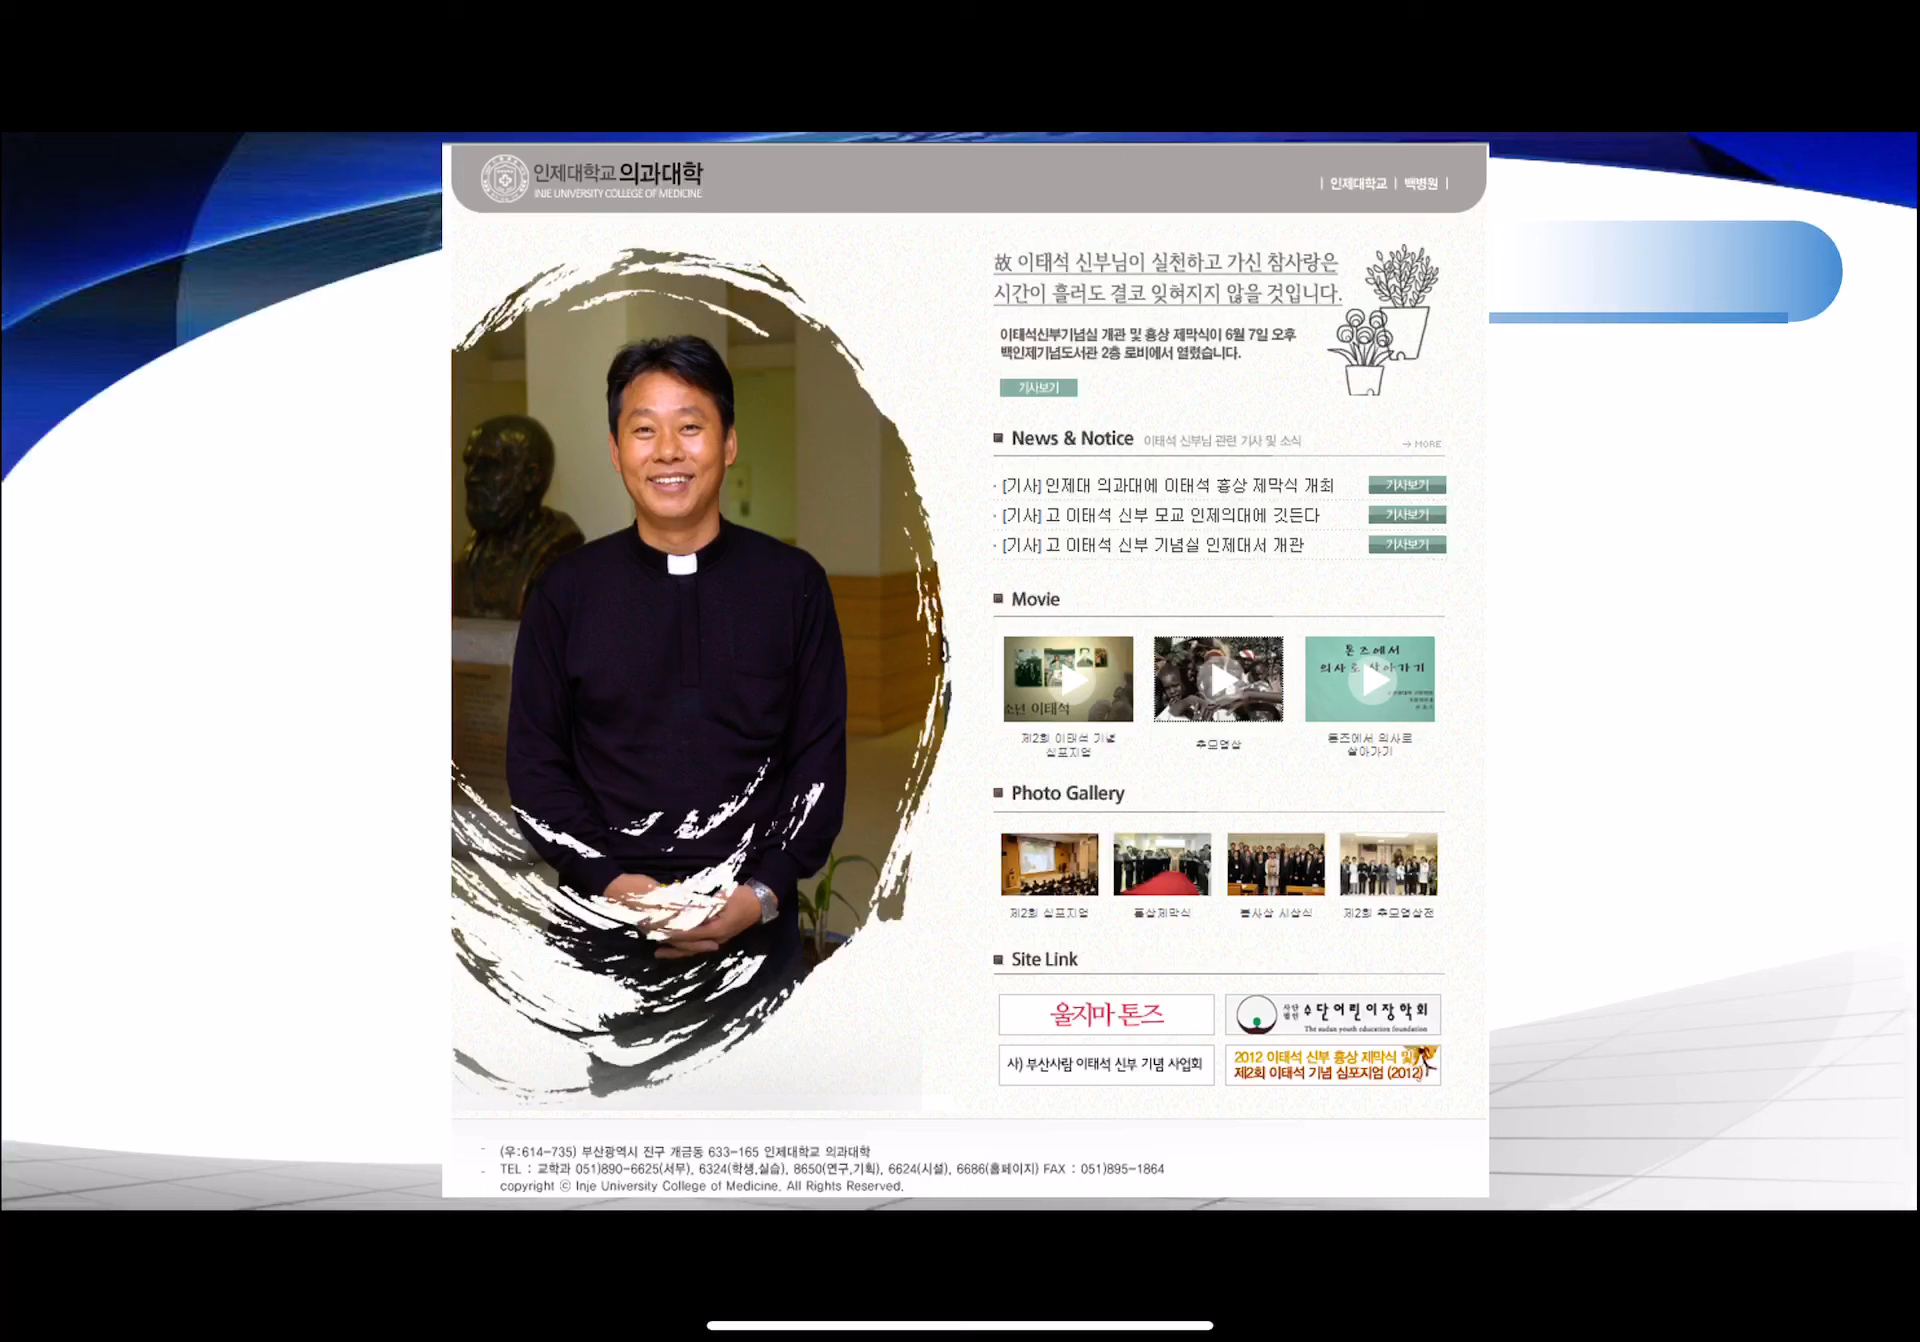 인제대학교 의과대학
INJE UNIVERSITY COLLEGE OF MEDICINE
| 인제대학교 | 백병원 |
故 이태석 신부님이 실천하고 가신 참사랑은
시간이 흘러도 결코 잊혀지지 않을 것입니다.
이태석신부기념실 개관 및 흉상 제막식이 6월 7일 오후
백인제기념도서관 2층 로비에서 열렸습니다.
기사보기
News & Notice 이태석 신부님 관련 기사 및 소식
→ MORE
· [기사] 인제대 의과대에 이태석 흉상 제막식 개최 기사보기
· [기사] 고 이태석 신부 모교 인제의대에 깃든다 기사보기
· [기사] 고 이태석 신부 기념실 인제대서 개관 기사보기
Movie
소년 이태석
톤즈에서
의사로 살아가기
제2회 이태석 기념
심포지엄
추모영상
톤즈에서 의사로
살아가기
Photo Gallery
제2회 심포지엄
흉상제막식
봉사상 시상식
제2회 추모영상전
Site Link
울지마 톤즈
사단법인 수단어린이장학회
The sudan youth education foundation
사) 부산사람 이태석 신부 기념 사업회
2012 이태석 신부 흉상 제막식 및
제2회 이태석 기념 심포지엄 (2012)
(우:614-735) 부산광역시 진구 개금동 633-165 인제대학교 의과대학
TEL : 교학과 051)890-6625(서무), 6324(학생,실습), 8650(연구,기획), 6624(시설), 6686(홈페이지) FAX : 051)895-1864
copyright ⓒ Inje University College of Medicine. All Rights Reserved.